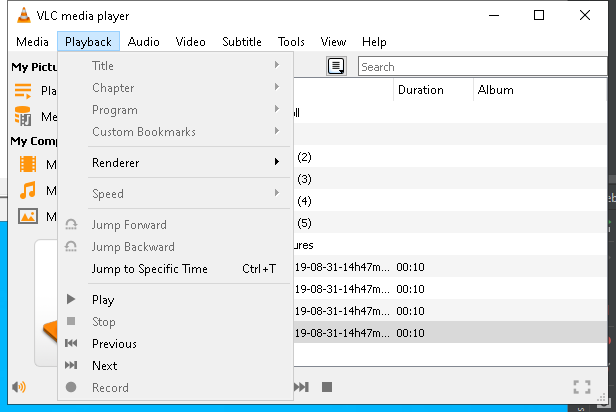 VLC media player
Media Playback Audio Video Subtitle Tools View Help
My Pictu
Search
Title
Duration Album
Pla
Chapter
oll
Me
Program
Custom Bookmarks
My Comp
Renderer
(2)
M
(3)
Speed
M
(4)
M
Jump Forward
(5)
Jump Backward
ures
Jump to Specific Time Ctrl+T
19-08-31-14h47m... 00:10
Play
19-08-31-14h47m... 00:10
Stop
19-08-31-14h47m... 00:10
Previous
19-08-31-14h47m... 00:10
Next
Record